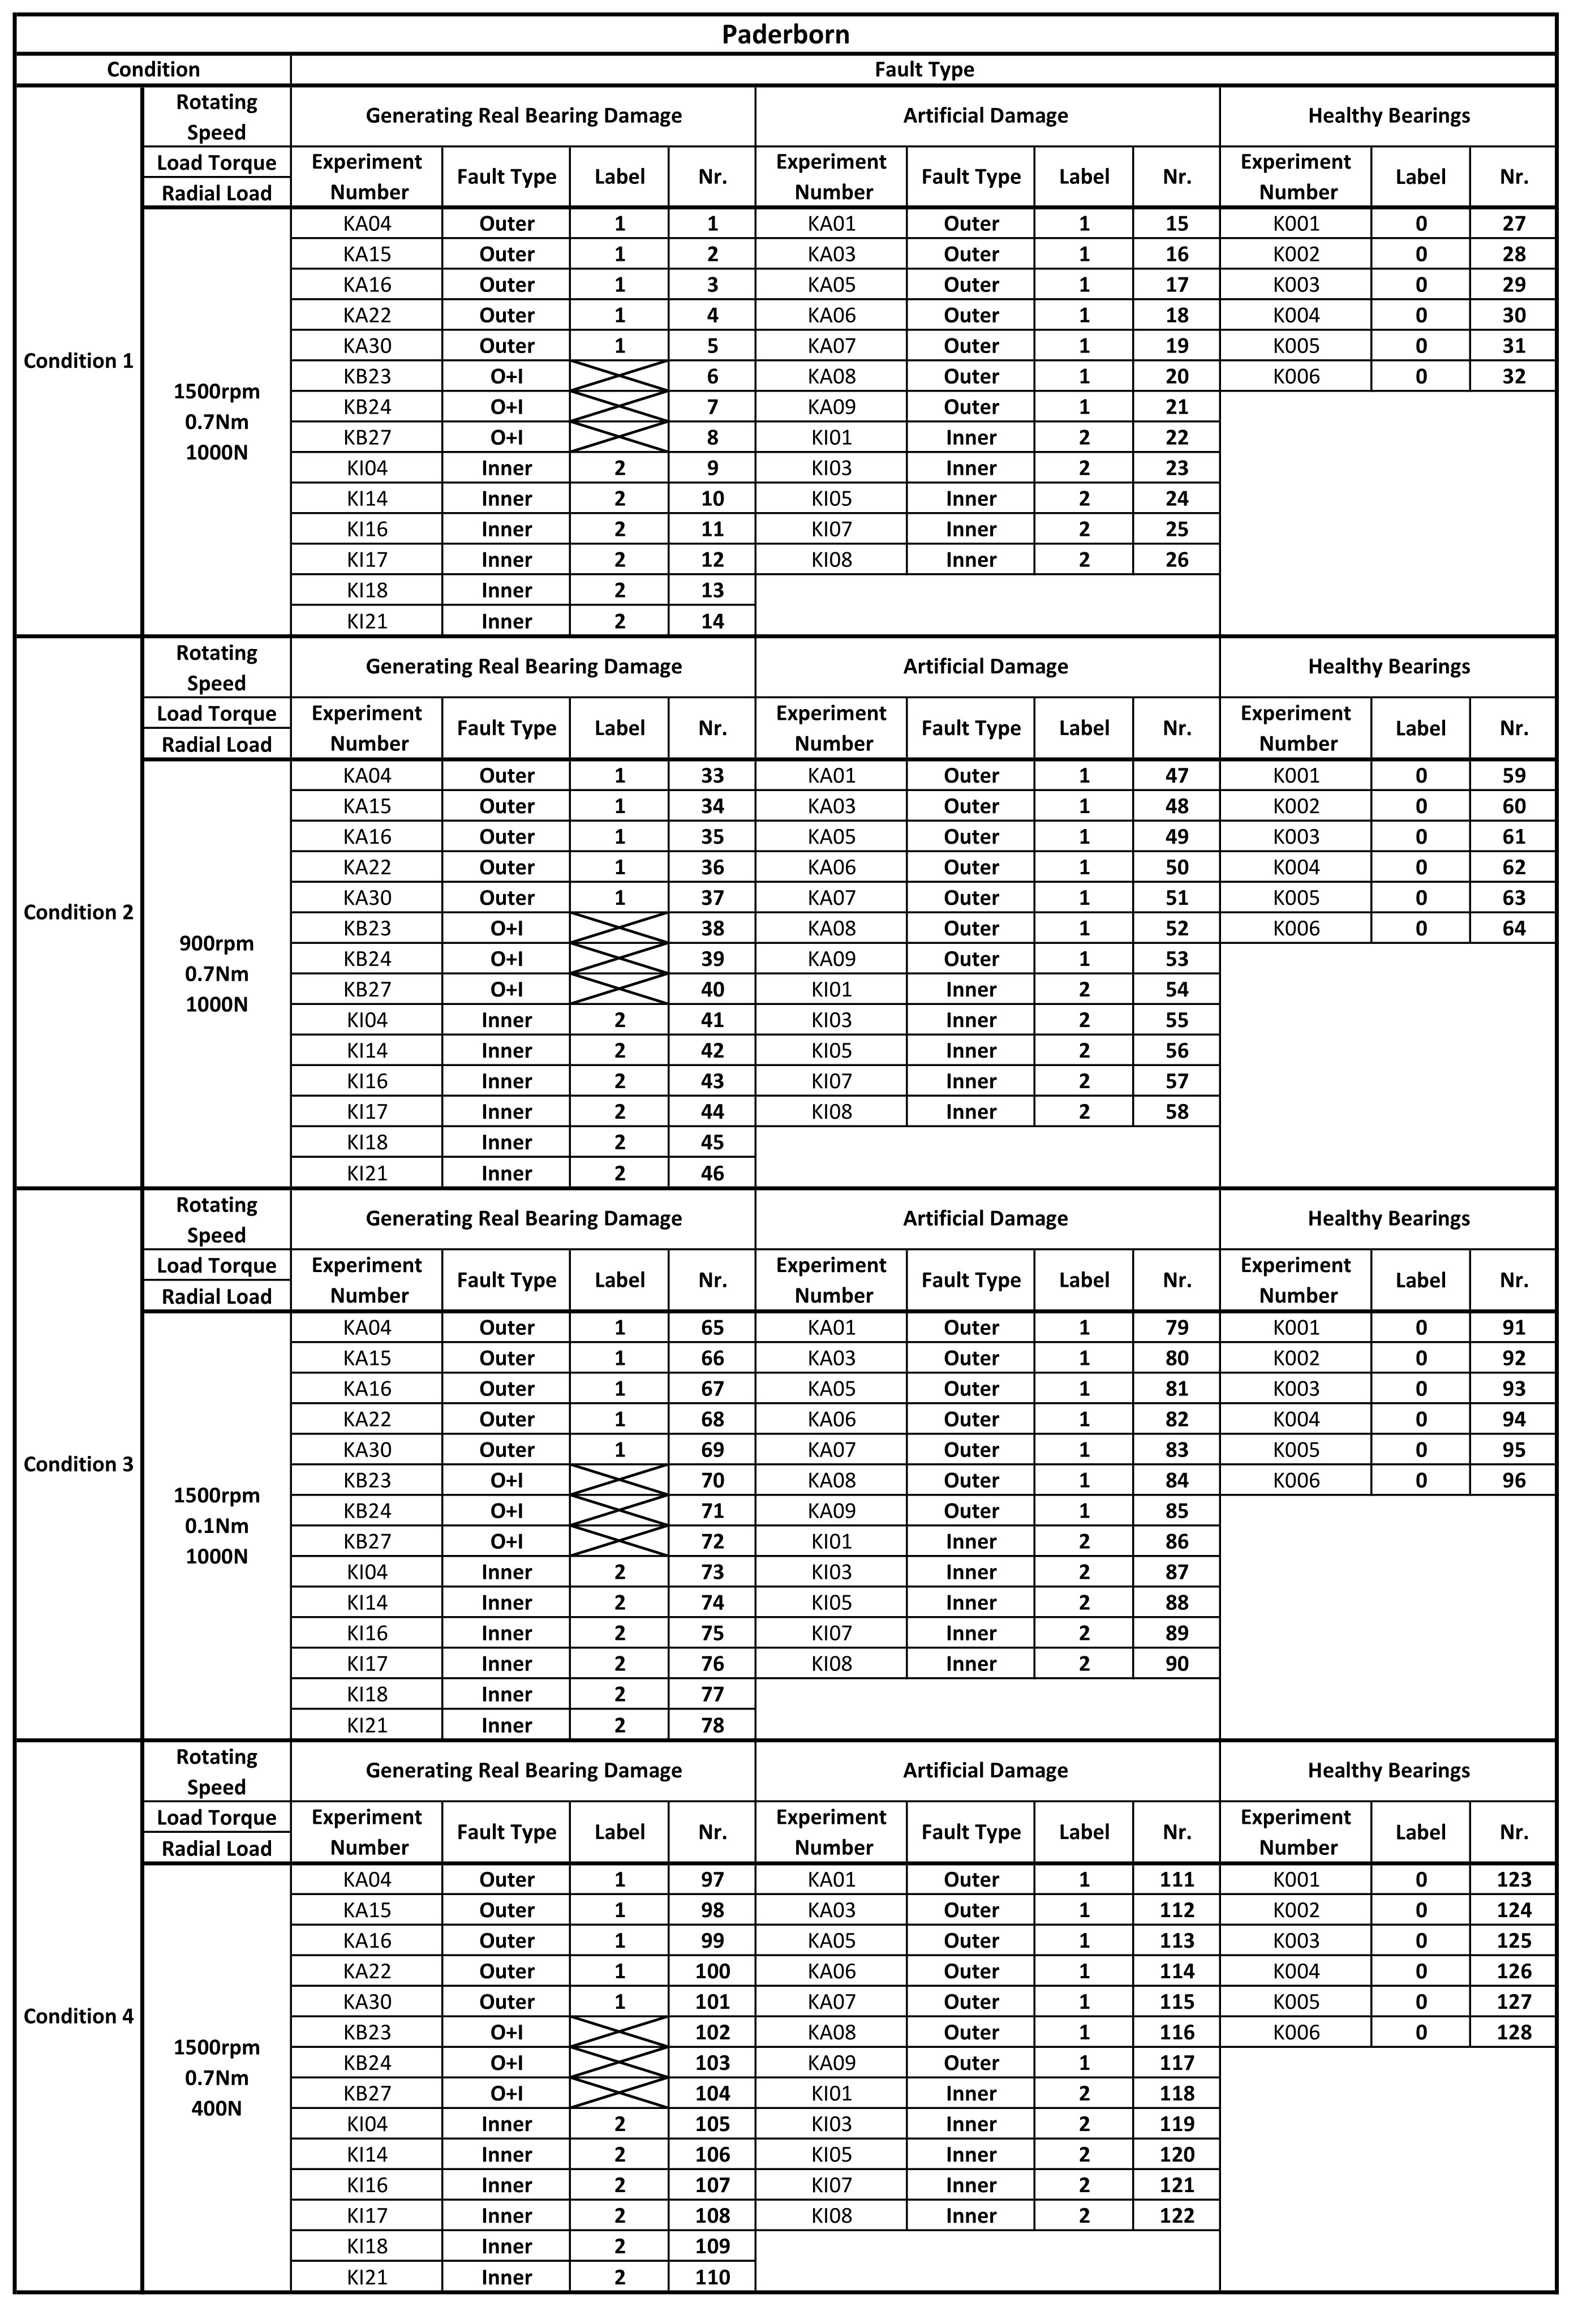 Paderborn
Condition Fault Type
Rotating Speed Generating Real Bearing Damage Artificial Damage Healthy Bearings
Load Torque Experiment Number Fault Type Label Nr. Experiment Number Fault Type Label Nr. Experiment Number Label Nr.
Radial Load
Condition 1
1500rpm
0.7Nm
1000N
KA04 Outer 1 1 KA01 Outer 1 15 K001 0 27
KA15 Outer 1 2 KA03 Outer 1 16 K002 0 28
KA16 Outer 1 3 KA05 Outer 1 17 K003 0 29
KA22 Outer 1 4 KA06 Outer 1 18 K004 0 30
KA30 Outer 1 5 KA07 Outer 1 19 K005 0 31
KB23 O+I 6 KA08 Outer 1 20 K006 0 32
KB24 O+I 7 KA09 Outer 1 21
KB27 O+I 8 KI01 Inner 2 22
KI04 Inner 2 9 KI03 Inner 2 23
KI14 Inner 2 10 KI05 Inner 2 24
KI16 Inner 2 11 KI07 Inner 2 25
KI17 Inner 2 12 KI08 Inner 2 26
KI18 Inner 2 13
KI21 Inner 2 14
Rotating Speed Generating Real Bearing Damage Artificial Damage Healthy Bearings
Load Torque Experiment Number Fault Type Label Nr. Experiment Number Fault Type Label Nr. Experiment Number Label Nr.
Radial Load
Condition 2
900rpm
0.7Nm
1000N
KA04 Outer 1 33 KA01 Outer 1 47 K001 0 59
KA15 Outer 1 34 KA03 Outer 1 48 K002 0 60
KA16 Outer 1 35 KA05 Outer 1 49 K003 0 61
KA22 Outer 1 36 KA06 Outer 1 50 K004 0 62
KA30 Outer 1 37 KA07 Outer 1 51 K005 0 63
KB23 O+I 38 KA08 Outer 1 52 K006 0 64
KB24 O+I 39 KA09 Outer 1 53
KB27 O+I 40 KI01 Inner 2 54
KI04 Inner 2 41 KI03 Inner 2 55
KI14 Inner 2 42 KI05 Inner 2 56
KI16 Inner 2 43 KI07 Inner 2 57
KI17 Inner 2 44 KI08 Inner 2 58
KI18 Inner 2 45
KI21 Inner 2 46
Rotating Speed Generating Real Bearing Damage Artificial Damage Healthy Bearings
Load Torque Experiment Number Fault Type Label Nr. Experiment Number Fault Type Label Nr. Experiment Number Label Nr.
Radial Load
Condition 3
1500rpm
0.1Nm
1000N
KA04 Outer 1 65 KA01 Outer 1 79 K001 0 91
KA15 Outer 1 66 KA03 Outer 1 80 K002 0 92
KA16 Outer 1 67 KA05 Outer 1 81 K003 0 93
KA22 Outer 1 68 KA06 Outer 1 82 K004 0 94
KA30 Outer 1 69 KA07 Outer 1 83 K005 0 95
KB23 O+I 70 KA08 Outer 1 84 K006 0 96
KB24 O+I 71 KA09 Outer 1 85
KB27 O+I 72 KI01 Inner 2 86
KI04 Inner 2 73 KI03 Inner 2 87
KI14 Inner 2 74 KI05 Inner 2 88
KI16 Inner 2 75 KI07 Inner 2 89
KI17 Inner 2 76 KI08 Inner 2 90
KI18 Inner 2 77
KI21 Inner 2 78
Rotating Speed Generating Real Bearing Damage Artificial Damage Healthy Bearings
Load Torque Experiment Number Fault Type Label Nr. Experiment Number Fault Type Label Nr. Experiment Number Label Nr.
Radial Load
Condition 4
1500rpm
0.7Nm
400N
KA04 Outer 1 97 KA01 Outer 1 111 K001 0 123
KA15 Outer 1 98 KA03 Outer 1 112 K002 0 124
KA16 Outer 1 99 KA05 Outer 1 113 K003 0 125
KA22 Outer 1 100 KA06 Outer 1 114 K004 0 126
KA30 Outer 1 101 KA07 Outer 1 115 K005 0 127
KB23 O+I 102 KA08 Outer 1 116 K006 0 128
KB24 O+I 103 KA09 Outer 1 117
KB27 O+I 104 KI01 Inner 2 118
KI04 Inner 2 105 KI03 Inner 2 119
KI14 Inner 2 106 KI05 Inner 2 120
KI16 Inner 2 107 KI07 Inner 2 121
KI17 Inner 2 108 KI08 Inner 2 122
KI18 Inner 2 109
KI21 Inner 2 110